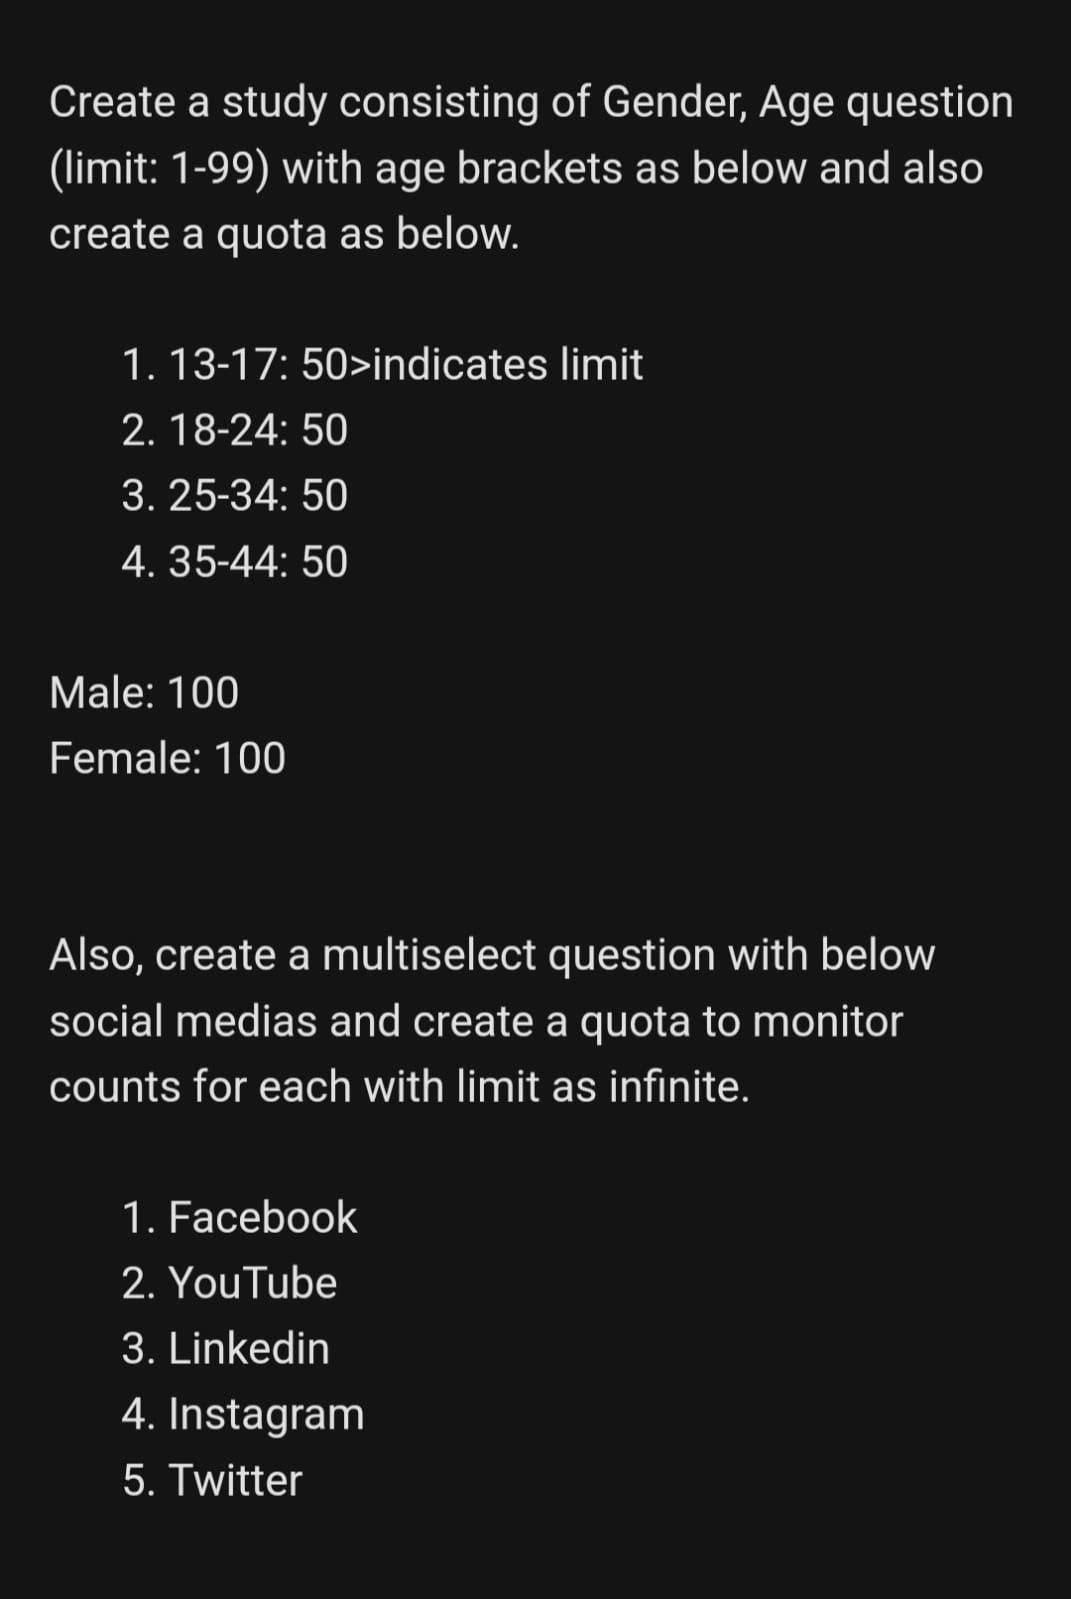 Create a study consisting of Gender, Age question
(limit: 1-99) with age brackets as below and also
create a quota as below.
1. 13-17: 50>indicates limit
2. 18-24: 50
3. 25-34: 50
4. 35-44: 50
Male: 100
Female: 100
Also, create a multiselect question with below
social medias and create a quota to monitor
counts for each with limit as infinite.
1. Facebook
2. YouTube
3. Linkedin
4. Instagram
5. Twitter